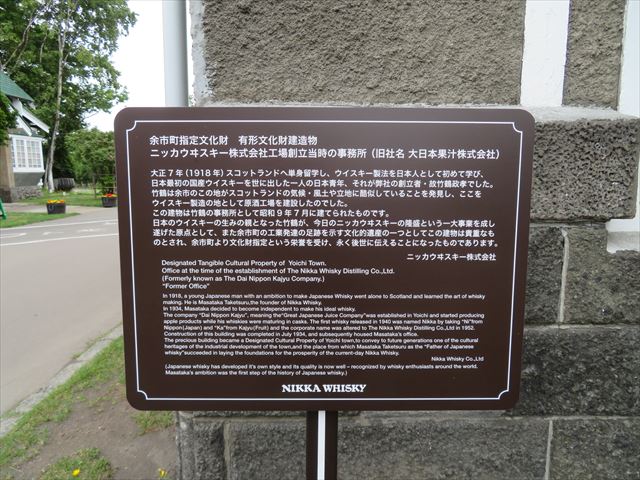 余市町指定文化財 有形文化財建造物
ニッカウヰスキー株式会社工場創立当時の事務所(旧社名 大日本果汁株式会社)
大正7年(1918年)スコットランドへ単身留学し、ウイスキー製法を日本人として初めて学び、
日本最初の国産ウイスキーを世に出した一人の日本青年、それが弊社の創立者・故竹鶴政孝でした。
竹鶴は余市のこの地がスコットランドの気候・風土や立地に酷似していることを発見し、ここを
ウイスキー製造の地として原酒工場を建設したのです。
この建物は竹鶴の事務所として昭和9年7月に建てられたものです。
日本のウイスキーの生みの親となった竹鶴が、今日のニッカウヰスキーの隆盛という一大事業を成し
遂げた原点として、また余市町の工業発達の足跡を示す文化的遺産の一つとしてこの建物は貴重なも
のとされ、余市町より文化財指定という栄誉を受け、永く後世に伝えることになったものであります。
ニッカウヰスキー株式会社
Designated Tangible Cultural Property of Yoichi Town.
Office at the time of the establishment of The Nikka Whisky Distilling Co.,Ltd.
(Formerly known as The Dai Nippon Kajyu Company.)
"Former Office"
In 1918, a young Japanese man with an ambition to make Japanese Whisky went alone to Scotland and learned the art of whisky
making. He is Masataka Taketsuru,the founder of Nikka Whisky.
In 1934, Masataka decided to become independent to make his ideal whisky.
The company "Dai Nippon Kajyu", meaning the"Great Japanese Juice Company"was established in Yoichi and started producing
apple products while his whiskies were maturing in casks. The first whisky released in 1940 was named Nikka by taking "Ni"from
Nippon(Japan) and "Ka"from Kajyu(Fruit) and the corporate name was altered to The Nikka Whisky Distilling Co.,Ltd in 1952.
Construction of this building was completed in July 1934, and subsequently housed Masataka's office.
The precious building became a Designated Cultural Property of Yoichi town,to convey to future generations one of the cultural
heritages of the industrial development of the town,and the place from which Masataka Taketsuru as the "Father of Japanese
whisky"succeeded in laying the foundations for the prosperity of the current-day Nikka Whisky.
Nikka Whisky Co.,Ltd
(Japanese whisky has developed it's own style and its quality is now well – recognized by whisky enthusiasts around the world.
Masataka's ambition was the first step of the history of Japanese whisky.)
NIKKA WHISKY